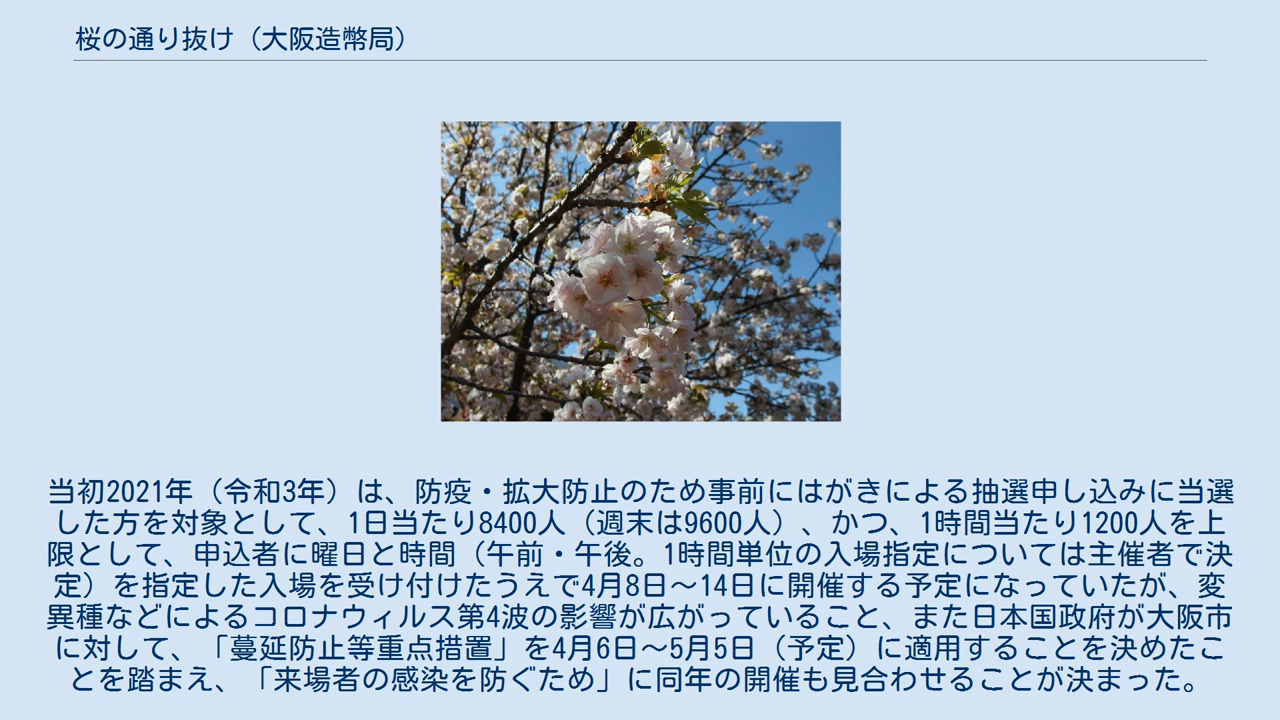 桜の通り抜け（大阪造幣局）
当初2021年（令和3年）は、防疫・拡大防止のため事前にはがきによる抽選申し込みに当選
した方を対象として、1日当たり8400人（週末は9600人）、かつ、1時間当たり1200人を上
限として、申込者に曜日と時間（午前・午後。1時間単位の入場指定については主催者で決
定）を指定した入場を受け付けたうえで4月8日～14日に開催する予定になっていたが、変
異種などによるコロナウィルス第4波の影響が広がっていること、また日本国政府が大阪市
に対して、「蔓延防止等重点措置」を4月6日～5月5日（予定）に適用することを決めたこ
とを踏まえ、「来場者の感染を防ぐため」に同年の開催も見合わせることが決まった。